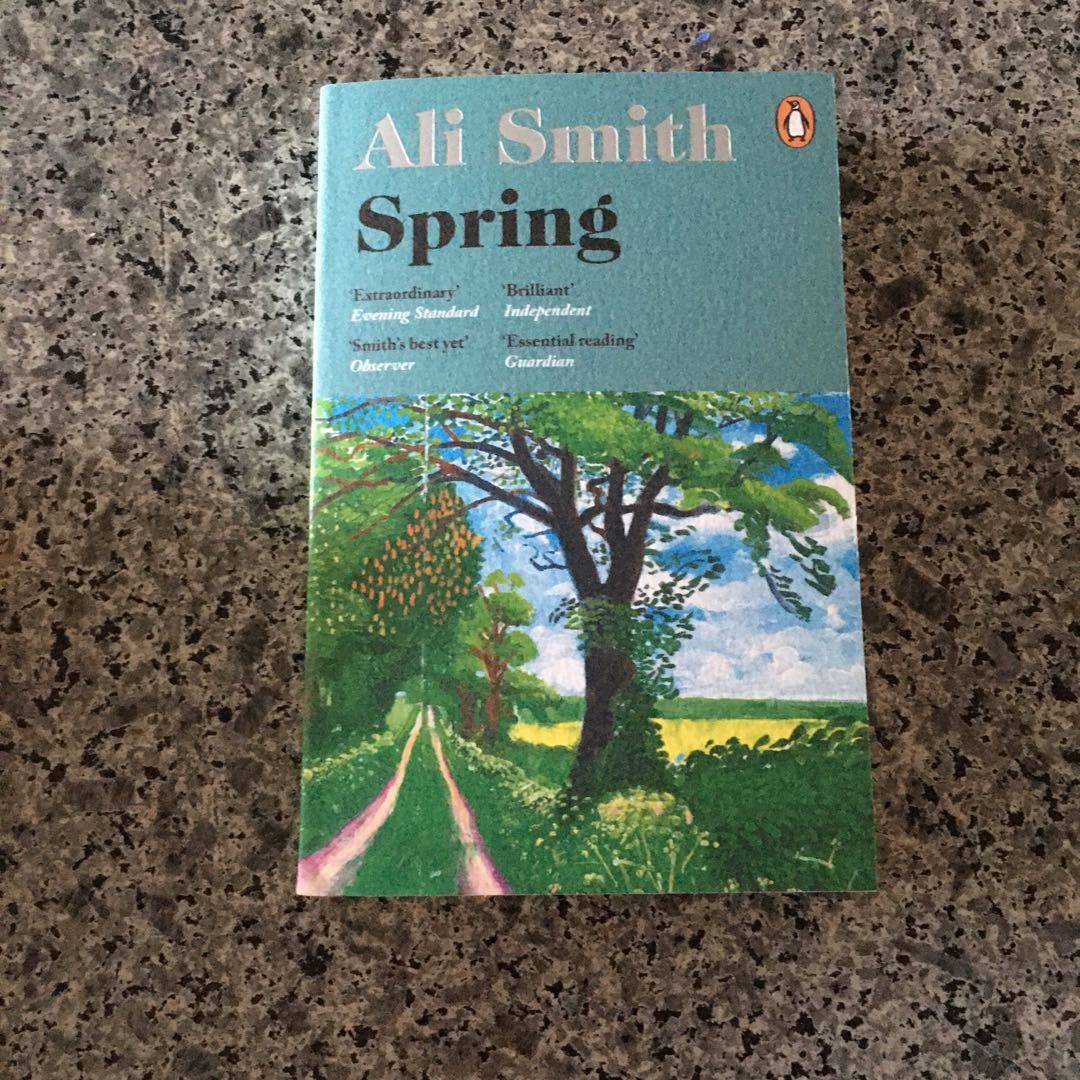 Ali Smith
Spring
‘Extraordinary’
Evening Standard
‘Brilliant’
Independent
‘Smith's best yet’
Observer
‘Essential reading’
Guardian